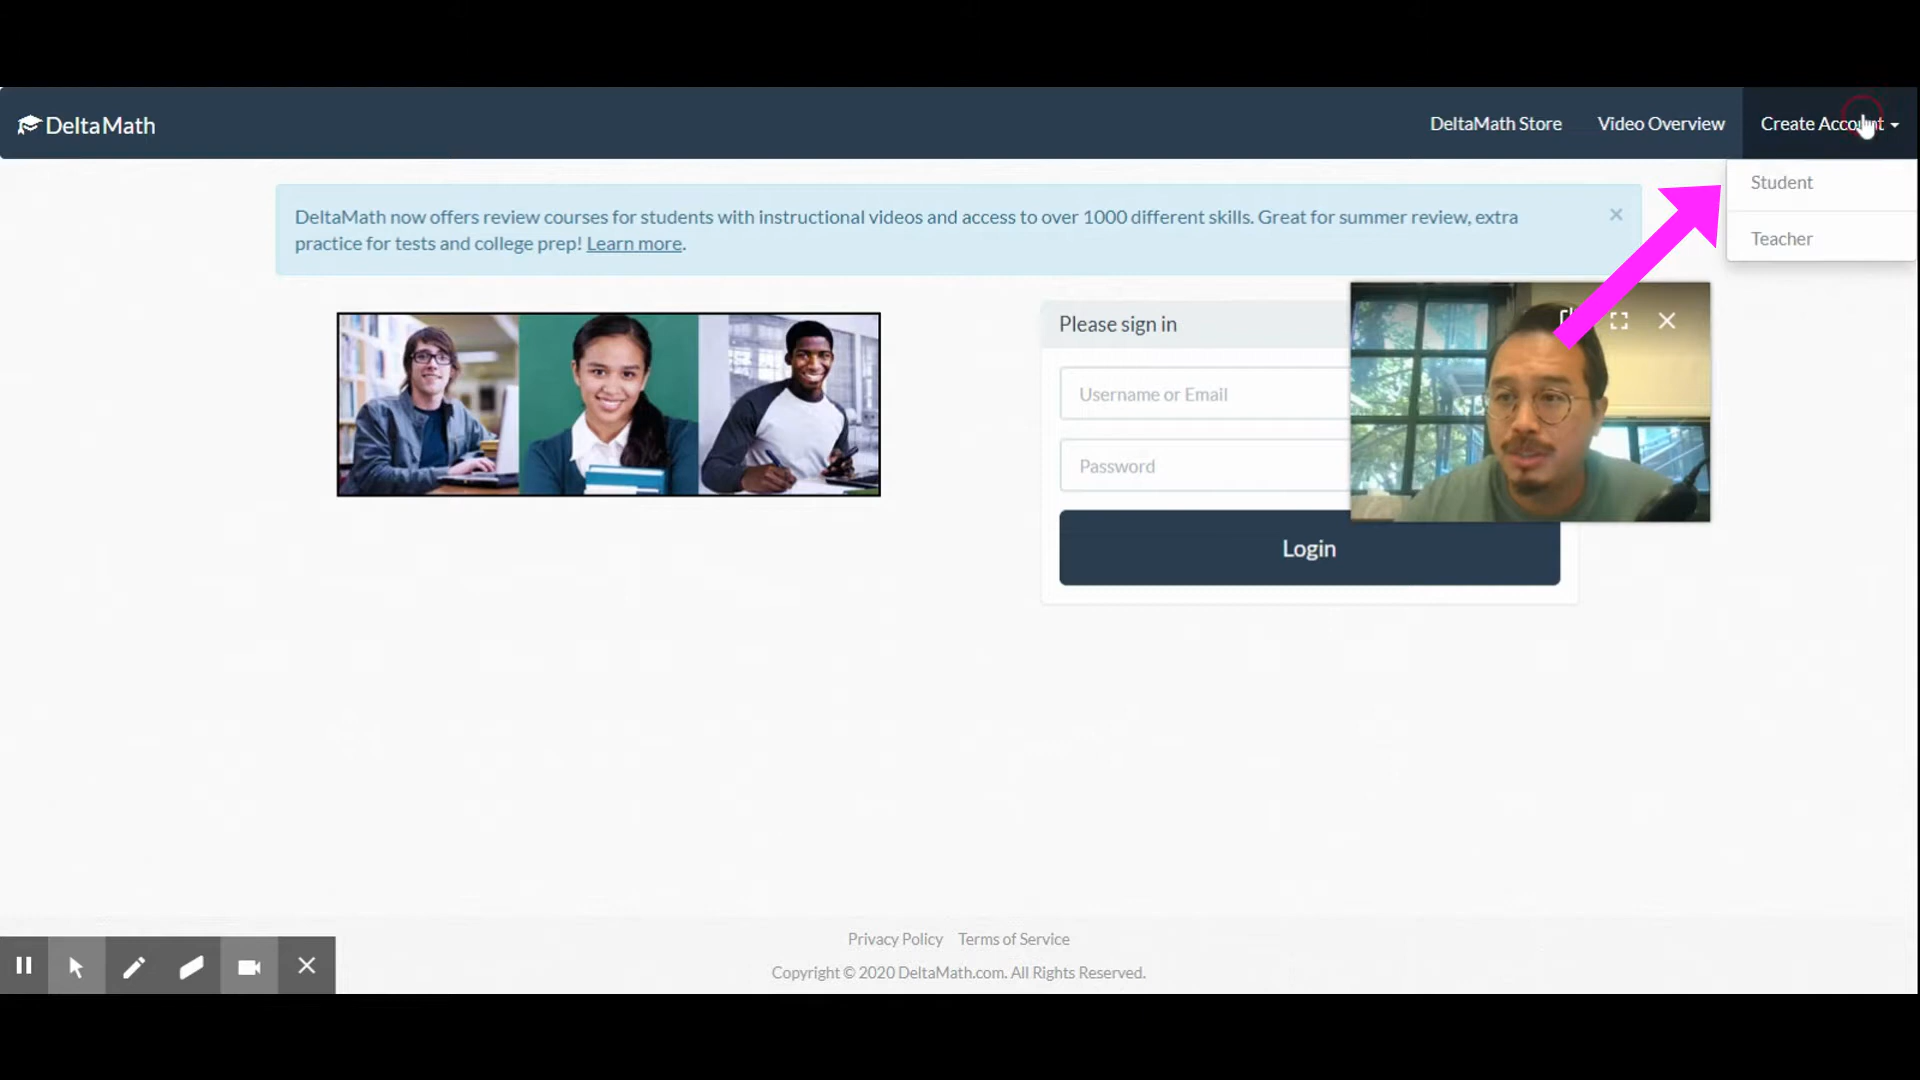 DeltaMath
DeltaMath Store
Video Overview
Create Account
Student
Teacher
DeltaMath now offers review courses for students with instructional videos and access to over 1000 different skills. Great for summer review, extra
practice for tests and college prep! Learn more.
Please sign in
Username or Email
Password
Login
Privacy Policy Terms of Service
Copyright © 2020 DeltaMath.com. All Rights Reserved.